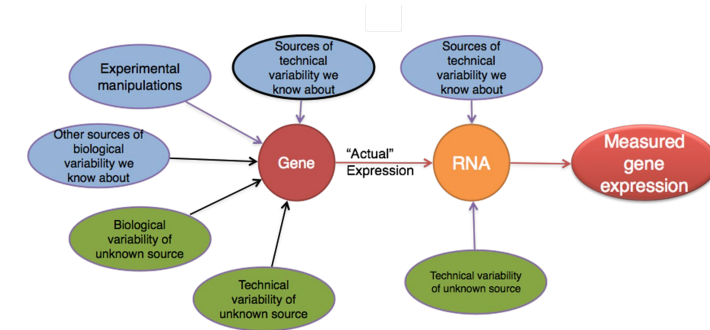 Experimental
manipulations
Sources of
technical
variability we
know about
Sources of
technical
variability we
know about
Other sources of
biological
variability we
know about
Gene
“Actual”
Expression
RNA
Measured
gene
expression
Biological
variability of
unknown source
Technical
variability of
unknown source
Technical variability
of unknown source